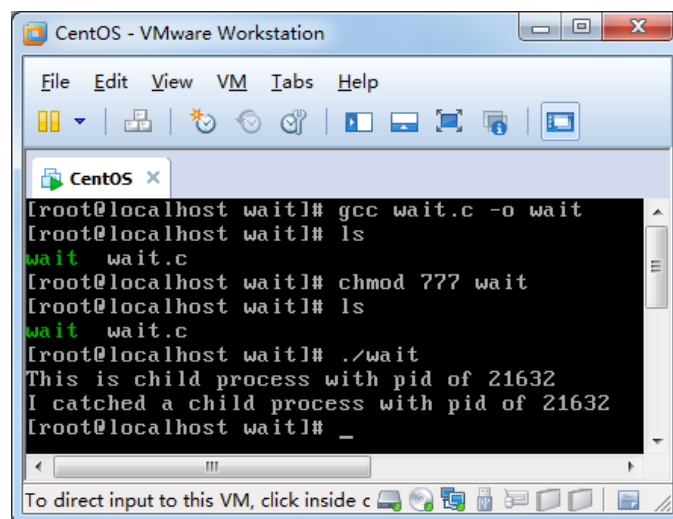 CentOS - VMware Workstation
File Edit View VM Tabs Help
CentOS
[root@localhost wait]# gcc wait.c -o wait
[root@localhost wait]# ls
wait wait.c
[root@localhost wait]# chmod 777 wait
[root@localhost wait]# ls
wait wait.c
[root@localhost wait]# ./wait
This is child process with pid of 21632
I catched a child process with pid of 21632
[root@localhost wait]# _
To direct input to this VM, click inside c